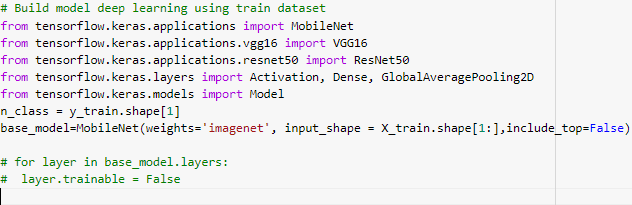 # Build model deep learning using train dataset
from tensorflow.keras.applications import MobileNet
from tensorflow.keras.applications.vgg16 import VGG16
from tensorflow.keras.applications.resnet50 import ResNet50
from tensorflow.keras.layers import Activation, Dense, GlobalAveragePooling2D
from tensorflow.keras.models import Model
n_class = y_train.shape[1]
base_model=MobileNet(weights='imagenet', input_shape = X_train.shape[1:],include_top=False)
# for layer in base_model.layers:
#  layer.trainable = False